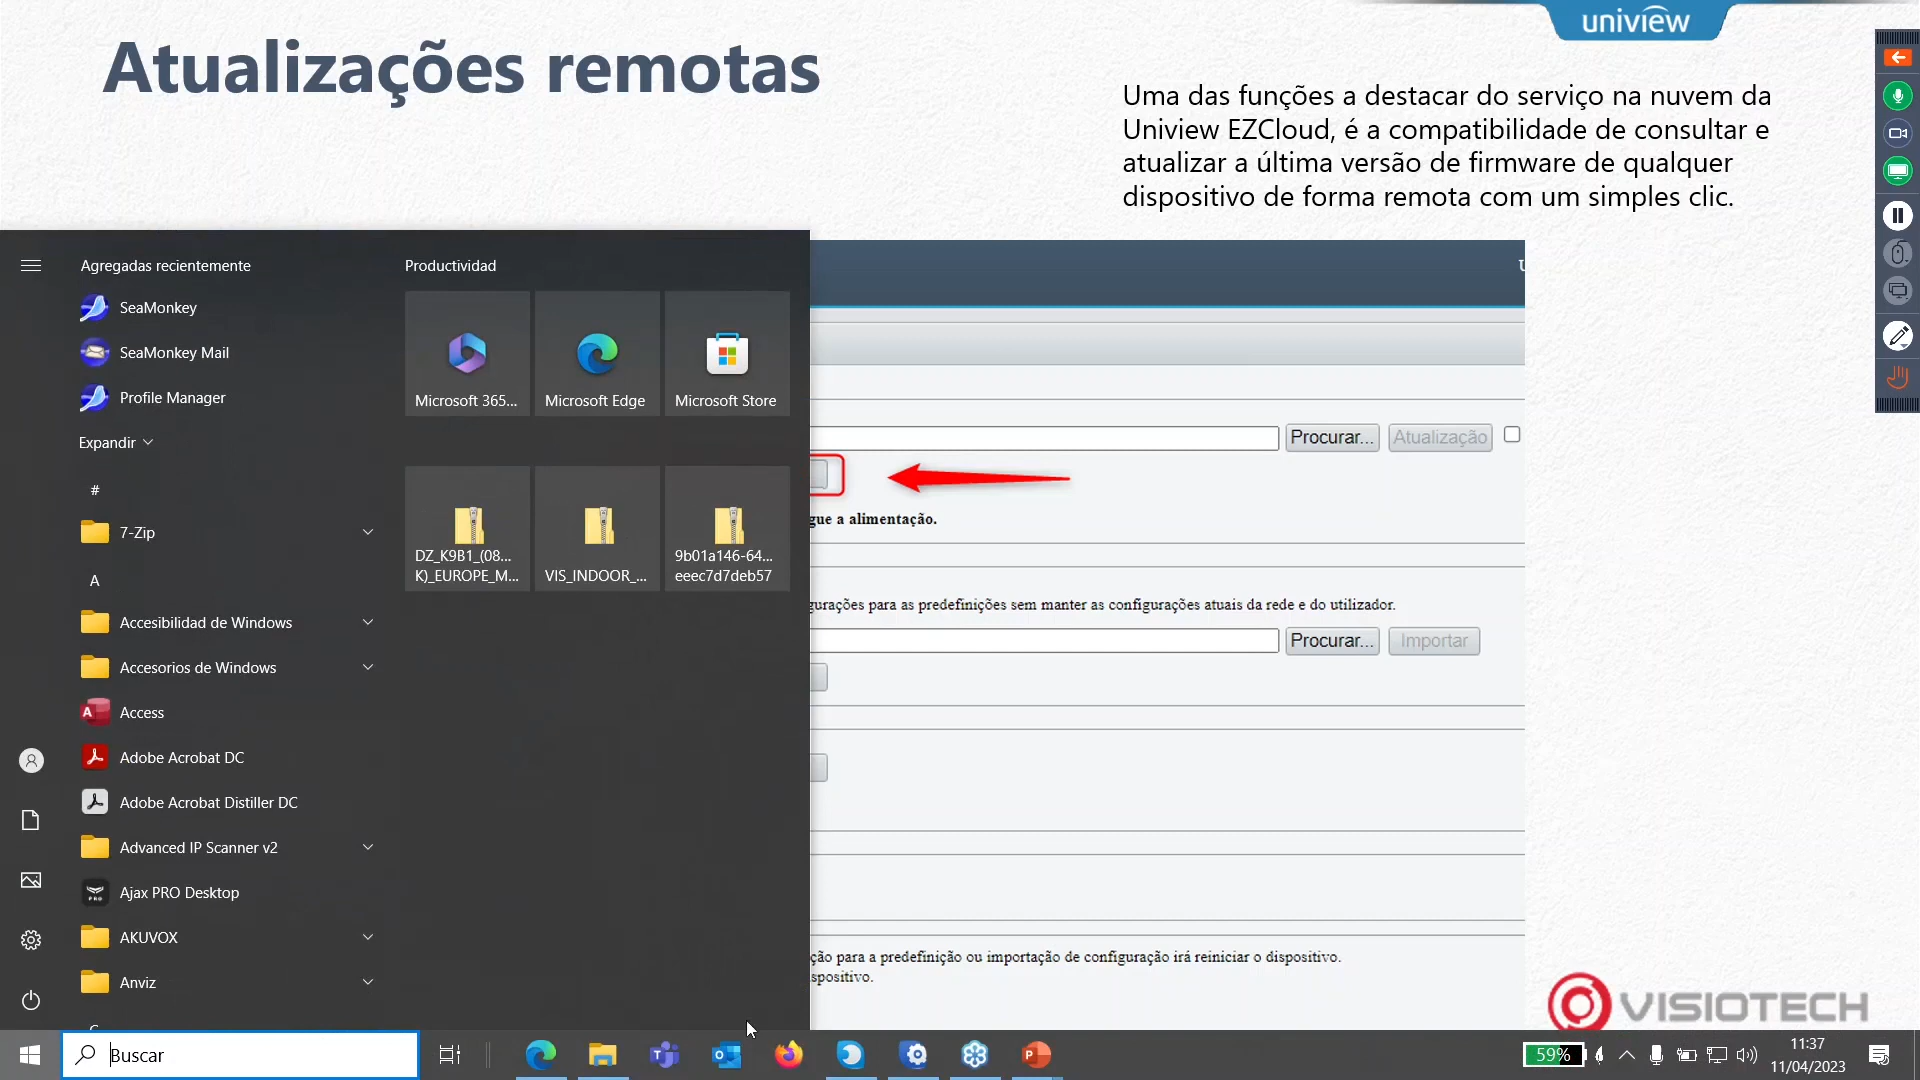 uniview
Atualizações remotas
Uma das funções a destacar do serviço na nuvem da
Uniview EZCloud, é a compatibilidade de consultar e
atualizar a última versão de firmware de qualquer
dispositivo de forma remota com um simples clic.
Agregadas recientemente
SeaMonkey
SeaMonkey Mail
Profile Manager
Expandir
#
7-Zip
A
Accesibilidad de Windows
Accesorios de Windows
Access
Adobe Acrobat DC
Adobe Acrobat Distiller DC
Advanced IP Scanner v2
Ajax PRO Desktop
AKUVOX
Anviz
Productividad
Microsoft 365...
Microsoft Edge
Microsoft Store
DZ_K9B1_(08...
K)_EUROPE_M...
VIS_INDOOR_...
9b01a146-64...
eeec7d7deb57
Procurar... Atualização
gue a alimentação.
gurações para as predefinições sem manter as configurações atuais da rede e do utilizador.
Procurar... Importar
ção para a predefinição ou importação de configuração irá reiniciar o dispositivo.
spositivo.
VISIOTECH
Buscar
59%
11:37
11/04/2023